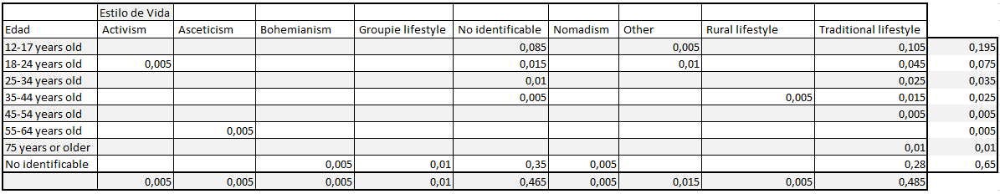 Estilo de Vida
Edad Activism Asceticism Bohemianism Groupie lifestyle No identificable Nomadism Other Rural lifestyle Traditional lifestyle
12-17 years old 0,085 0,005 0,105 0,195
18-24 years old 0,005 0,015 0,01 0,045 0,075
25-34 years old 0,01 0,025 0,035
35-44 years old 0,005 0,005 0,015 0,025
45-54 years old 0,005 0,005
55-64 years old 0,005 0,005
75 years or older 0,01 0,01
No identificable 0,005 0,01 0,35 0,005 0,28 0,65
0,005 0,005 0,005 0,01 0,465 0,005 0,015 0,005 0,485